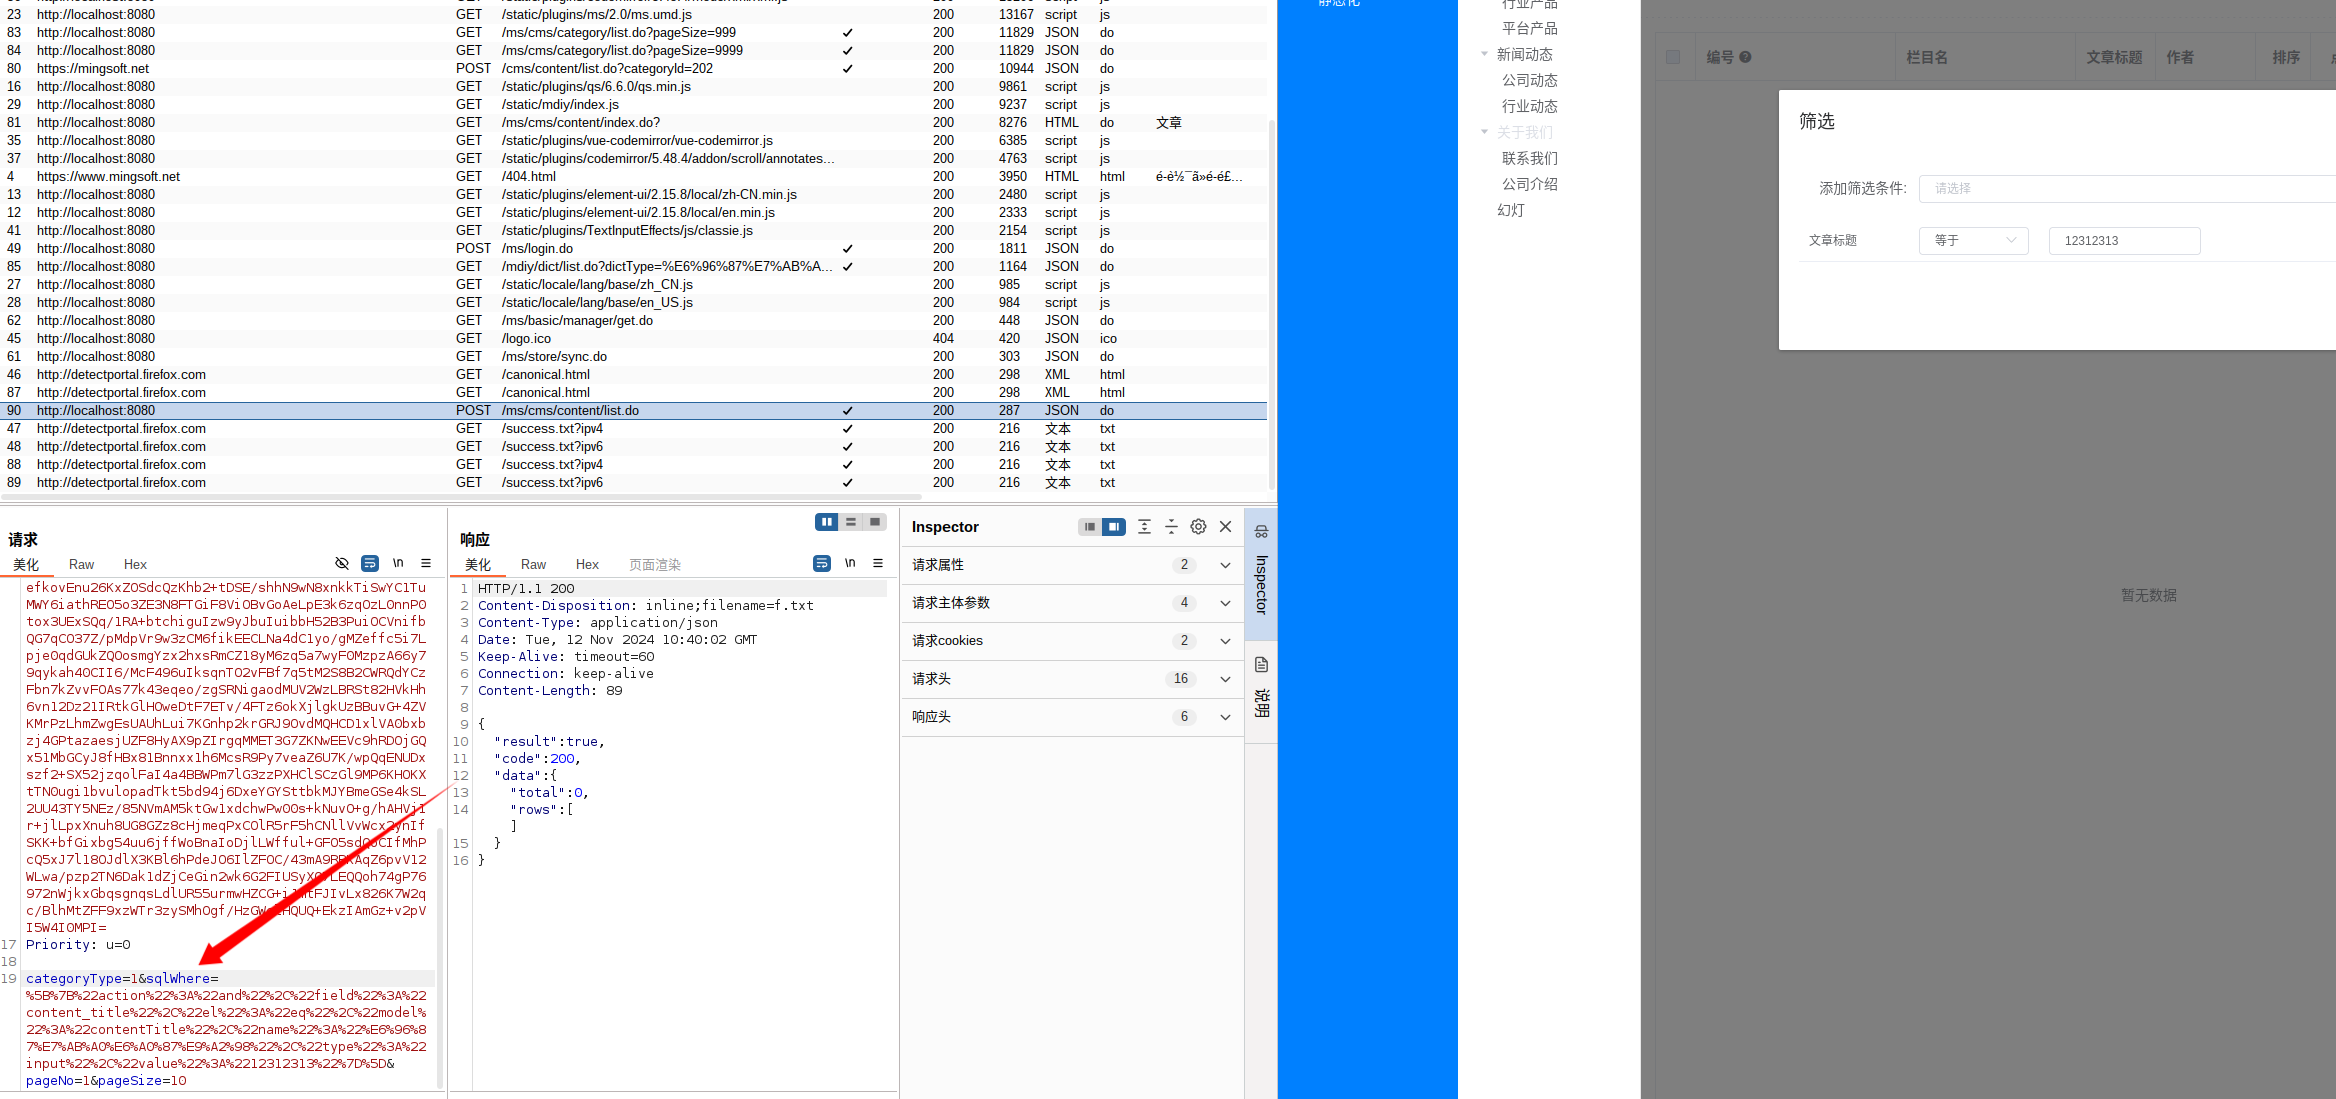 23 http://localhost:8080 GET /static/plugins/ms/2.0/ms.umd.js 200 13167 script js
83 http://localhost:8080 GET /ms/cms/category/list.do?pageSize=999 ✓ 200 11829 JSON do
84 http://localhost:8080 GET /ms/cms/category/list.do?pageSize=9999 ✓ 200 11829 JSON do
80 https://mingsoft.net POST /cms/content/list.do?categoryId=202 ✓ 200 10944 JSON do
16 http://localhost:8080 GET /static/plugins/qs/6.6.0/qs.min.js 200 9861 script js
29 http://localhost:8080 GET /static/mdiy/index.js 200 9237 script js
81 http://localhost:8080 GET /ms/cms/content/index.do? 200 8276 HTML do 文章
35 http://localhost:8080 GET /static/plugins/vue-codemirror/vue-codemirror.js 200 6385 script js
37 http://localhost:8080 GET /static/plugins/codemirror/5.48.4/addon/scroll/annotates... 200 4763 script js
4 https://www.mingsoft.net GET /404.html 200 3950 HTML html é-è½¯ä»é-é£...
13 http://localhost:8080 GET /static/plugins/element-ui/2.15.8/local/zh-CN.min.js 200 2480 script js
12 http://localhost:8080 GET /static/plugins/element-ui/2.15.8/local/en.min.js 200 2333 script js
41 http://localhost:8080 GET /static/plugins/TextInputEffects/js/classie.js 200 2154 script js
49 http://localhost:8080 POST /ms/login.do ✓ 200 1811 JSON do
85 http://localhost:8080 GET /mdiy/dict/list.do?dictType=%E6%96%87%E7%AB%A... ✓ 200 1164 JSON do
27 http://localhost:8080 GET /static/locale/lang/base/zh_CN.js 200 985 script js
28 http://localhost:8080 GET /static/locale/lang/base/en_US.js 200 984 script js
62 http://localhost:8080 GET /ms/basic/manager/get.do 200 448 JSON do
45 http://localhost:8080 GET /logo.ico 404 420 JSON ico
61 http://localhost:8080 GET /ms/store/sync.do 200 303 JSON do
46 http://detectportal.firefox.com GET /canonical.html 200 298 XML html
87 http://detectportal.firefox.com GET /canonical.html 200 298 XML html
90 http://localhost:8080 POST /ms/cms/content/list.do ✓ 200 287 JSON do
47 http://detectportal.firefox.com GET /success.txt?ipv4 ✓ 200 216 文本 txt
48 http://detectportal.firefox.com GET /success.txt?ipv6 ✓ 200 216 文本 txt
88 http://detectportal.firefox.com GET /success.txt?ipv4 ✓ 200 216 文本 txt
89 http://detectportal.firefox.com GET /success.txt?ipv6 ✓ 200 216 文本 txt
请求
美化 Raw Hex \n
efkovEnu26KxZOSdcQzKhb2+tDSE/shhN9wN8xnkkTiSwYC1Tu
MWY6iathREO5o3ZE3N8FTGiF8ViOBvGoAeLpE3k6zqOzL0nnP0
tox3UExSQq/1RA+btchiguIzw9yJbuIuibbH52B3PuiOCVnifb
QG7qCO37Z/pMdpVr9w3zCM6fikEECLNa4dC1yo/gMZeffc5i7L
pje0qdGUkZQOosmgYzx2hxsRmCZ18yM6zq5a7wyFOMzpzA66y7
9qykah40CII6/McF496uIksqnTO2vFBf7q5tM2S8B2CWRQdYCz
Fbn7kZvvFOAs77k43eqeo/zgSRNigaodMUV2WzLBRSt82HVkHh
6vn12Dz21IRtkGlHOweDtF7ETv/4FTz6okXjlgkUzBBuvG+4ZV
KMrPzLhmZwgEsUAUhLui7KGnhp2krGRJ9OvdMQHCD1xlVAObxb
zj4GPtazaesjUZF8HyAX9pZIrgqMMET3G7ZKNwEEVc9hRDOjGQ
x51MbGCyJ8fHBx81Bnnxx1h6McsR9Py7veaZ6U7K/wpQqENUDx
szf2+SX52jzqolFaI4a4BBWPm7lG3zzPXHClSCzGl9MP6KHOKX
tTNOugi1bvulopadTkt5bd94j6DxeYGYSttbkMJYBmeGSe4kSL
17 Priority: u=0
18
19 categoryType=1&sqlWhere=
%5B%7B%22action%22%3A%22and%22%2C%22field%22%3A%22
content_title%22%2C%22el%22%3A%22eq%22%2C%22model%
22%3A%22contentTitle%22%2C%22name%22%3A%22%E6%96%8
7%E7%AB%A0%E6%A0%87%E9%A2%98%22%2C%22type%22%3A%22
input%22%2C%22value%22%3A%2212312313%22%7D%5D&
pageNo=1&pageSize=10
响应
美化 Raw Hex 页面渲染 \n
1 HTTP/1.1 200
2 Content-Disposition: inline;filename=f.txt
3 Content-Type: application/json
4 Date: Tue, 12 Nov 2024 10:40:02 GMT
5 Keep-Alive: timeout=60
6 Connection: keep-alive
7 Content-Length: 89
8
9 {
10 "result":true,
11 "code":200,
12 "data":{
13 "total":0,
14 "rows":[
]
15 }
16 }
Inspector
请求属性 2
请求主体参数 4
请求cookies 2
请求头 16
响应头 6
Inspector
说明
静态化
行业产品
平台产品
新闻动态
公司动态
行业动态
关于我们
联系我们
公司介绍
幻灯
编号 栏目名 文章标题 作者 排序
筛选
添加筛选条件: 请选择
文章标题 等于 12312313
暂无数据